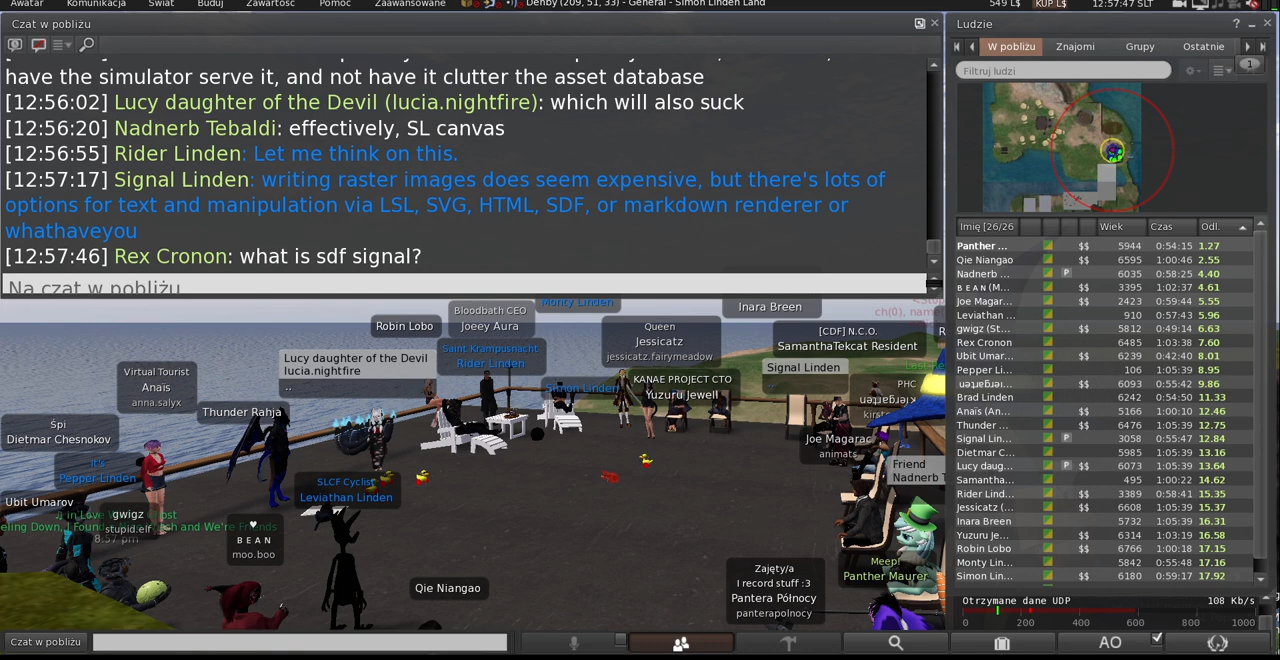 Awatar Komunikacja Świat Buduj Zawartość Pomoc Zaawansowane Denby (209, 51, 33) - General - Simon Linden Land 549 L$ KUP L$ 12:57:47 SLT
Czat w pobliżu
have the simulator serve it, and not have it clutter the asset database
[12:56:02] Lucy daughter of the Devil (lucia.nightfire): which will also suck
[12:56:20] Nadnerb Tebaldi: effectively, SL canvas
[12:56:55] Rider Linden: Let me think on this.
[12:57:17] Signal Linden: writing raster images does seem expensive, but there's lots of
options for text and manipulation via LSL, SVG, HTML, SDF, or markdown renderer or
whathaveyou
[12:57:46] Rex Cronon: what is sdf signal?
Na czat w pobliżu
Monty Linden
Inara Breen
ch(0), nam
Bloodbath CEO
Joeey Aura
Robin Lobo
Queen
Jessicatz
jessicatz.fairymeadow
[CDF] N.C.O.
SamanthaTekcat Resident
Saint Krampusnacht
Rider Linden
Lucy daughter of the Devil
lucia.nightfire
..
Signal Linden
Virtual Tourist
Anaïs
anna.salyx
Simon Linden
KANAE PROJECT CTO
Yuzuru Jewell
PHC
Thunder Rahja
Śpi
Dietmar Chesnokov
Joe Magarac
animats
It's
Pepper Linden
Friend
Nadnerb T
SLCF Cyclist
Leviathan Linden
Ubit Umarov
gwigz
stupid.elf
8:57 pm
♥
ʙ ᴇ ᴀ ɴ
moo.boo
Meep!
Panther Maurer
Zajęty/a
I record stuff :3
Pantera Północy
panterapolnocy
Qie Niangao
Czat w pobliżu
Ludzie
? _ ×
W pobliżu Znajomi Grupy Ostatnie
Filtruj ludzi
1
Imię [26/26 Wiek Czas Odl.
Panther ... $$ 5944 0:54:15 1.27
Qie Niangao $$ 6595 1:00:46 2.55
Nadnerb ... P 6035 0:58:25 4.40
ʙ ᴇ ᴀ ɴ (M... $$ 3395 1:02:37 4.61
Joe Magar... $$ 2423 0:59:44 5.55
Leviathan ... 910 0:57:43 5.96
gwigz (St... $$ 5812 0:49:14 6.63
Rex Cronon 6485 1:03:38 7.60
Ubit Umar... $$ 6239 0:42:40 8.01
Pepper Li... 106 1:05:39 8.95
$$ 6093 0:55:42 9.86
Brad Linden 6242 0:54:50 11.33
Anaïs (An... $$ 5166 1:00:10 12.46
Thunder ... $$ 6476 1:05:39 12.75
Signal Lin... P 3058 0:55:47 12.84
Dietmar C... 5985 1:05:39 13.16
Lucy daug... P $$ 6073 1:05:39 13.64
Samantha... 495 1:00:22 14.62
Rider Lind... $$ 3389 0:58:41 15.35
Jessicatz (... $$ 6608 1:05:39 15.37
Inara Breen 5732 1:05:39 16.31
Yuzuru Je... $$ 6314 1:03:19 16.58
Robin Lobo $$ 6766 1:00:18 17.15
Monty Lin... 5842 0:55:48 17.16
Simon Lin... $$ 6180 0:59:17 17.92
Otrzymane dane UDP 108 Kb/s
0 200 400 600 800 1000
AO